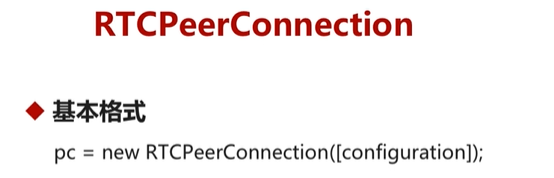 RTCPeerConnection
基本格式
pc = new RTCPeerConnection([configuration]);